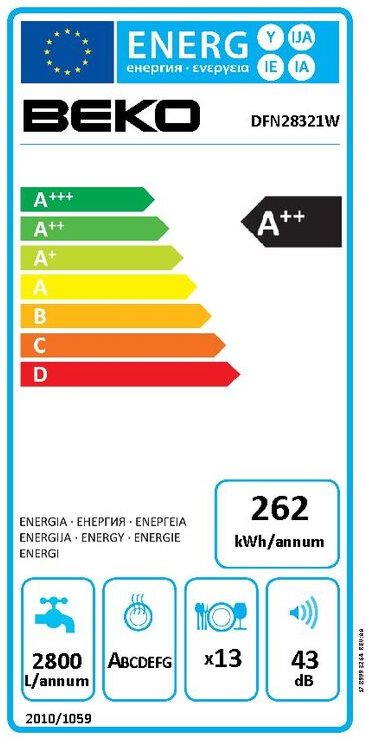 ENERG Y IJA
IE IA
енергия · ενεργεια
BEKO DFN28321W
A+++
A++
A++
A+
A
B
C
D
262
kWh/annum
ENERGIA · ЕНЕРГИЯ · ΕΝΕΡΓΕΙΑ
ENERGIJA · ENERGY · ENERGIE
ENERGI
2800
L/annum
ABCDEFG
x13
43
dB
2010/1059